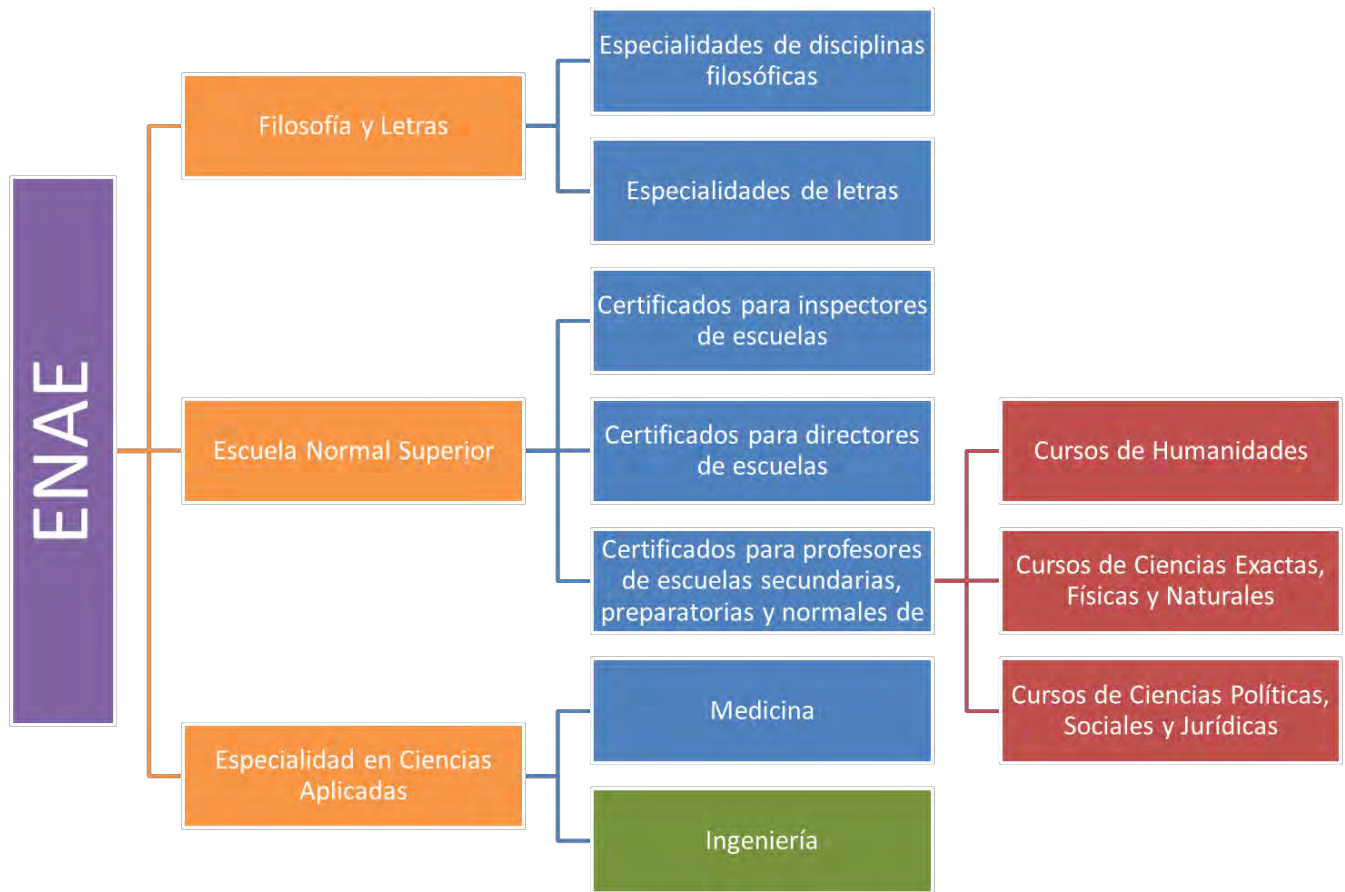 ENAE
Filosofía y Letras
Especialidades de disciplinas
filosóficas
Especialidades de letras
Escuela Normal Superior
Certificados para inspectores
de escuelas
Certificados para directores
de escuelas
Certificados para profesores
de escuelas secundarias,
preparatorias y normales de
Cursos de Humanidades
Cursos de Ciencias Exactas,
Físicas y Naturales
Cursos de Ciencias Políticas,
Sociales y Jurídicas
Especialidad en Ciencias
Aplicadas
Medicina
Ingeniería